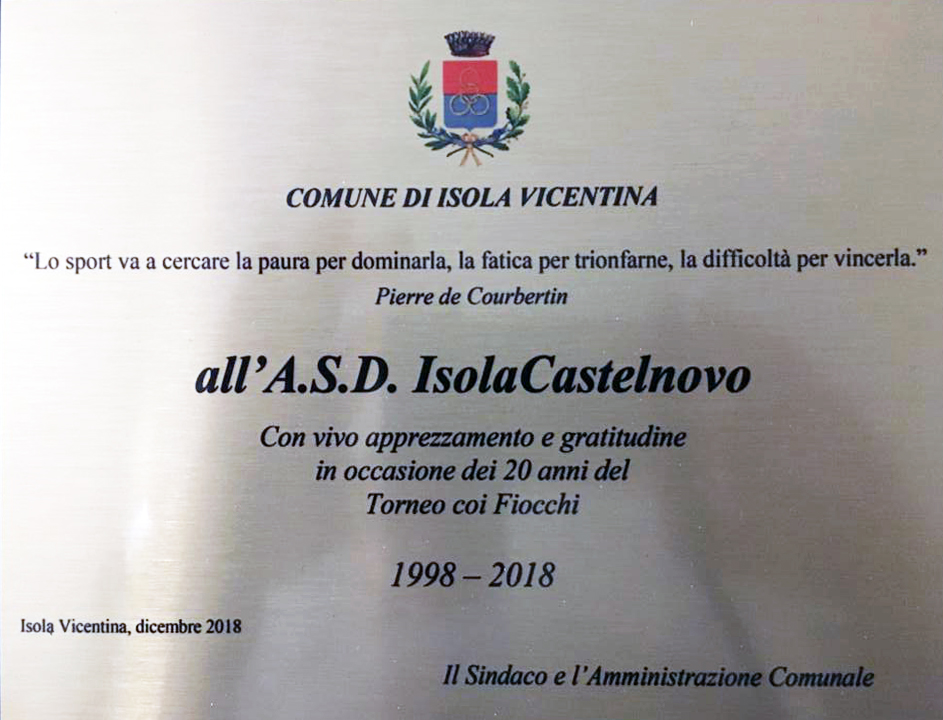 COMUNE DI ISOLA VICENTINA
“Lo sport va a cercare la paura per dominarla, la fatica per trionfarne, la difficoltà per vincerla.”
Pierre de Courbertin
all’A.S.D. IsolaCastelnovo
Con vivo apprezzamento e gratitudine
in occasione dei 20 anni del
Torneo coi Fiocchi
1998 – 2018
Isola Vicentina, dicembre 2018
Il Sindaco e l’Amministrazione Comunale